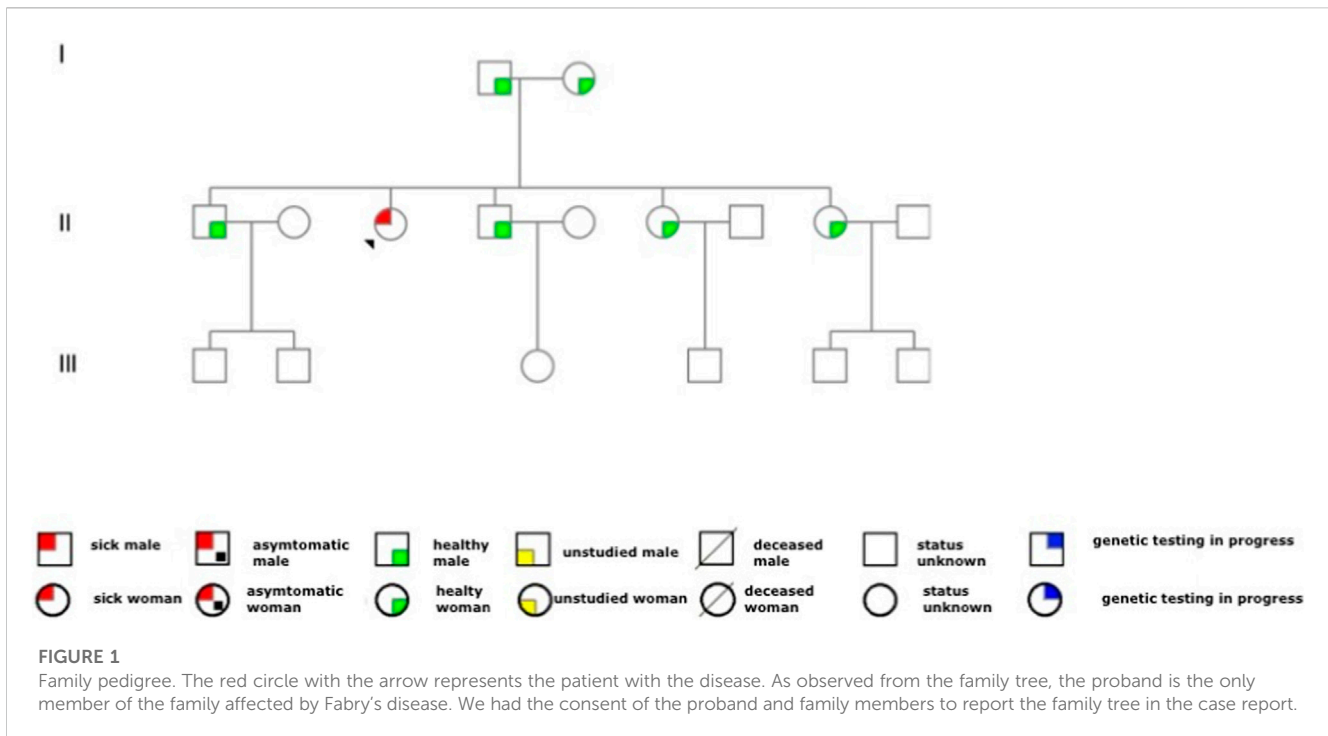 I
II
III
sick male
asymtomatic
male
healthy
male
unstudied male
deceased
male
status
unknown
genetic testing in progress
sick woman
asymtomatic
woman
healty
woman
unstudied woman
deceased
woman
status
unknown
genetic testing in progress
FIGURE 1
Family pedigree. The red circle with the arrow represents the patient with the disease. As observed from the family tree, the proband is the only
member of the family affected by Fabry's disease. We had the consent of the proband and family members to report the family tree in the case report.